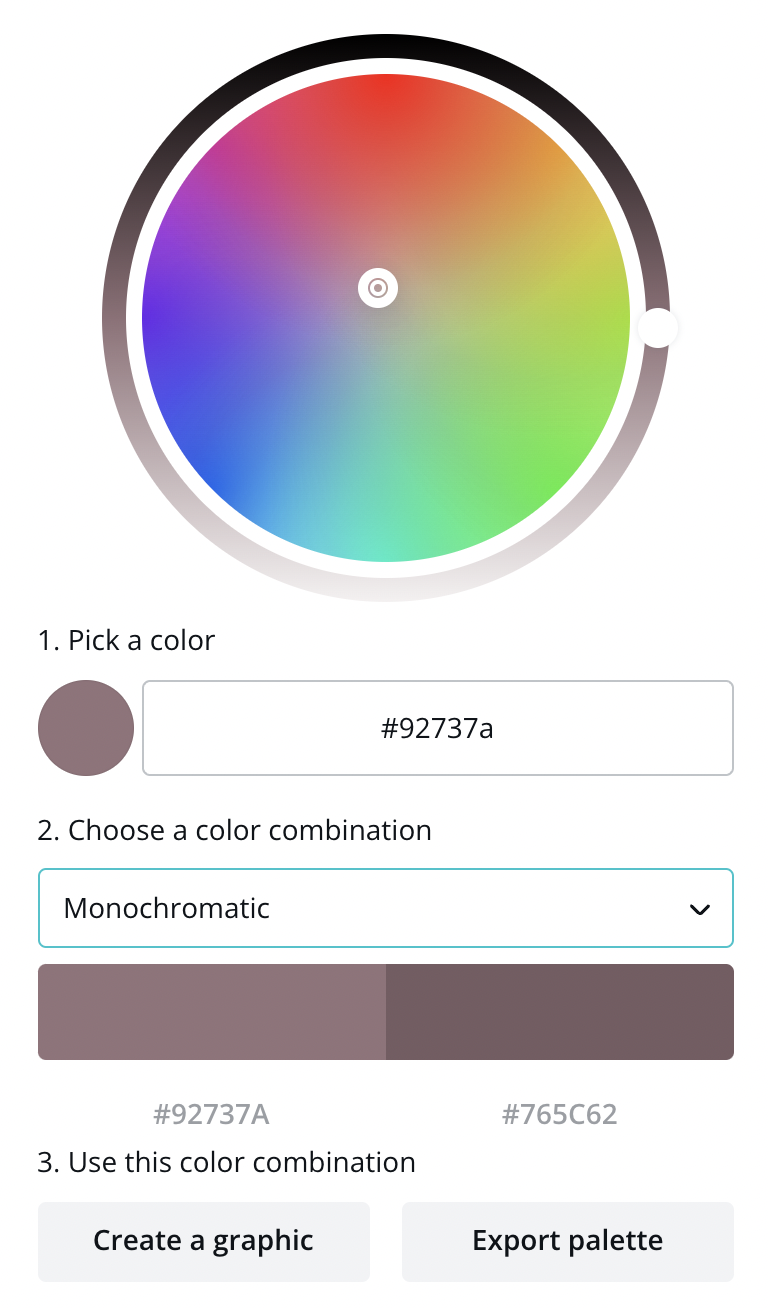 1. Pick a color
#92737a
2. Choose a color combination
Monochromatic
#92737A #765C62
3. Use this color combination
Create a graphic Export palette